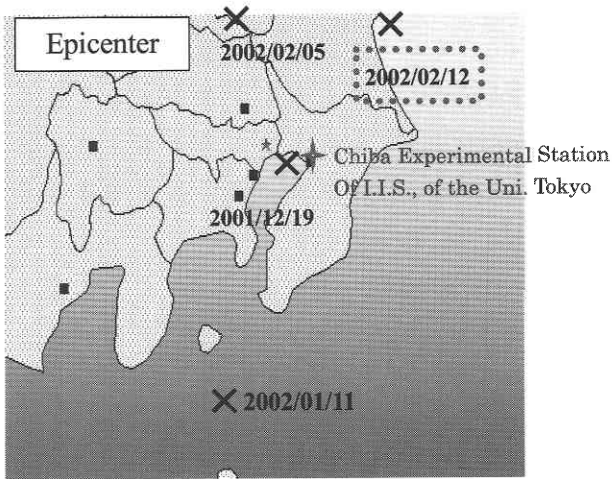 Epicenter
2002/02/05
2002/02/12
Chiba Experimental Station
Of I.I.S., of the Uni. Tokyo
2001/12/19
2002/01/11